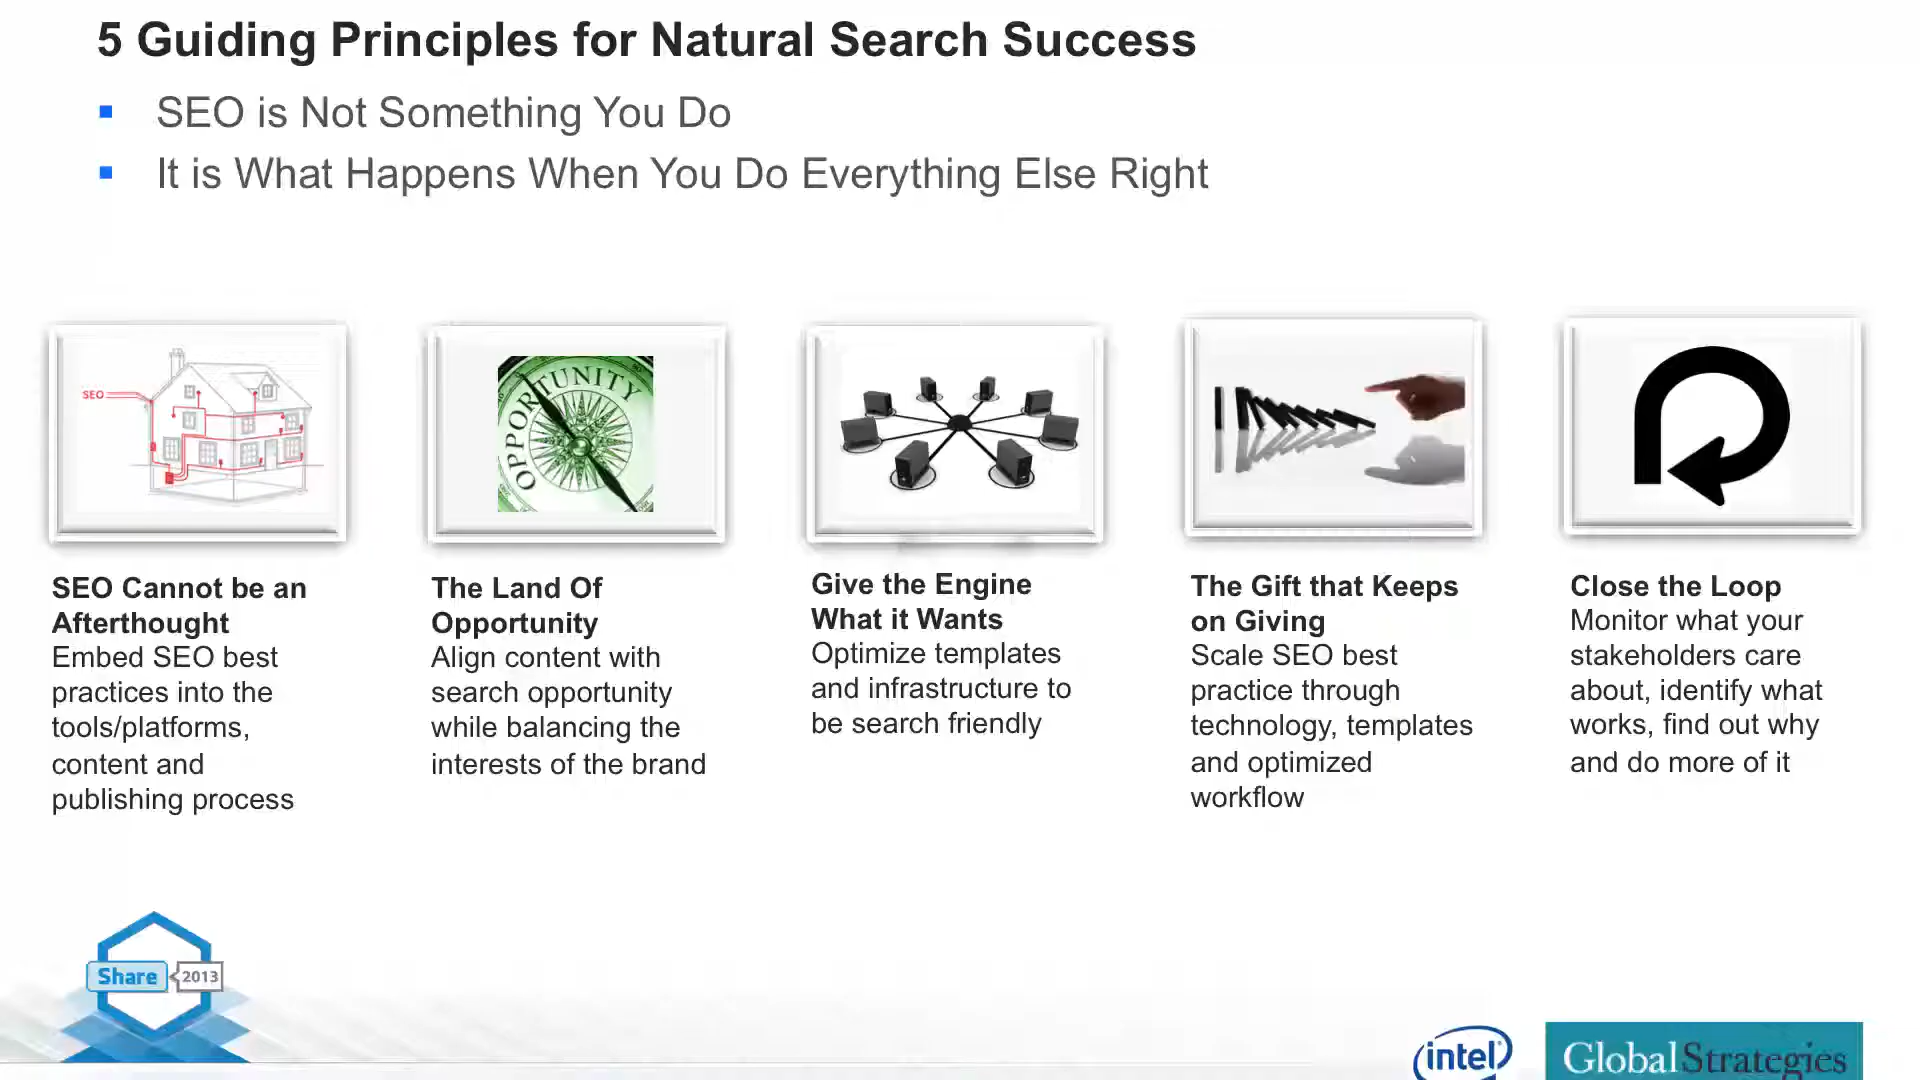 5 Guiding Principles for Natural Search Success
▪ SEO is Not Something You Do
▪ It is What Happens When You Do Everything Else Right
SEO
OPPORTUNITY
SEO Cannot be an
Afterthought
Embed SEO best
practices into the
tools/platforms,
content and
publishing process
The Land Of
Opportunity
Align content with
search opportunity
while balancing the
interests of the brand
Give the Engine
What it Wants
Optimize templates
and infrastructure to
be search friendly
The Gift that Keeps
on Giving
Scale SEO best
practice through
technology, templates
and optimized
workflow
Close the Loop
Monitor what your
stakeholders care
about, identify what
works, find out why
and do more of it
Share 2013
intel
GlobalStrategies